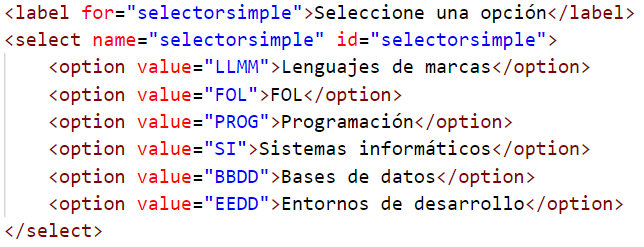 <label for="selectorsimple">Seleccione una opción</label>
<select name="selectorsimple" id="selectorsimple">
<option value="LLMM">Lenguajes de marcas</option>
<option value="FOL">FOL</option>
<option value="PROG">Programación</option>
<option value="SI">Sistemas informáticos</option>
<option value="BBDD">Bases de datos</option>
<option value="EEDD">Entornos de desarrollo</option>
</select>